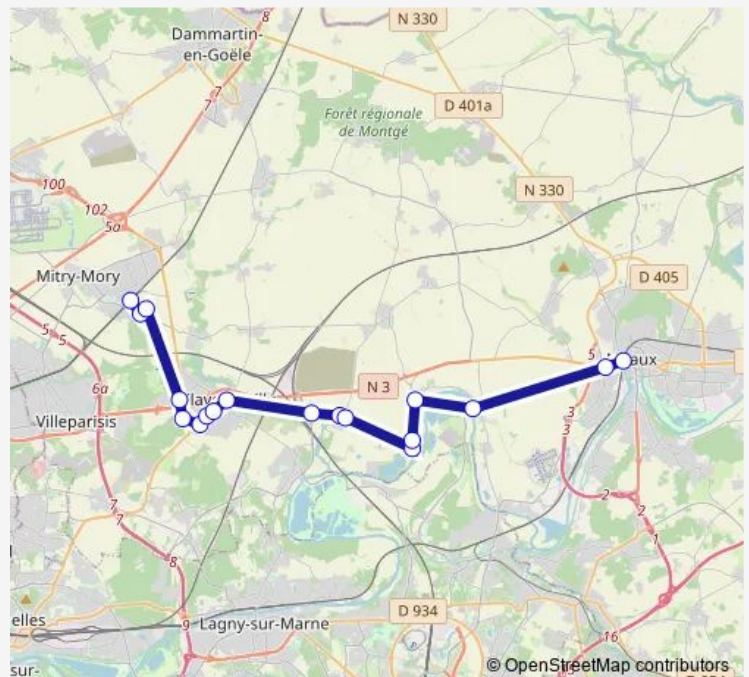 8
N 330
Dammartin-
en-Goële
7
7
Forêt régionale
de Montgé
D 401a
100
102
5a
N 330
Mitry-Mory
D 405
5
5
6a
5
aux
N 3
Villeparisis
3
3
7
7
2
2
8
1
D 934
elles
9
Lagny-sur-Marne
16
sur-
© OpenStreetMap contributors